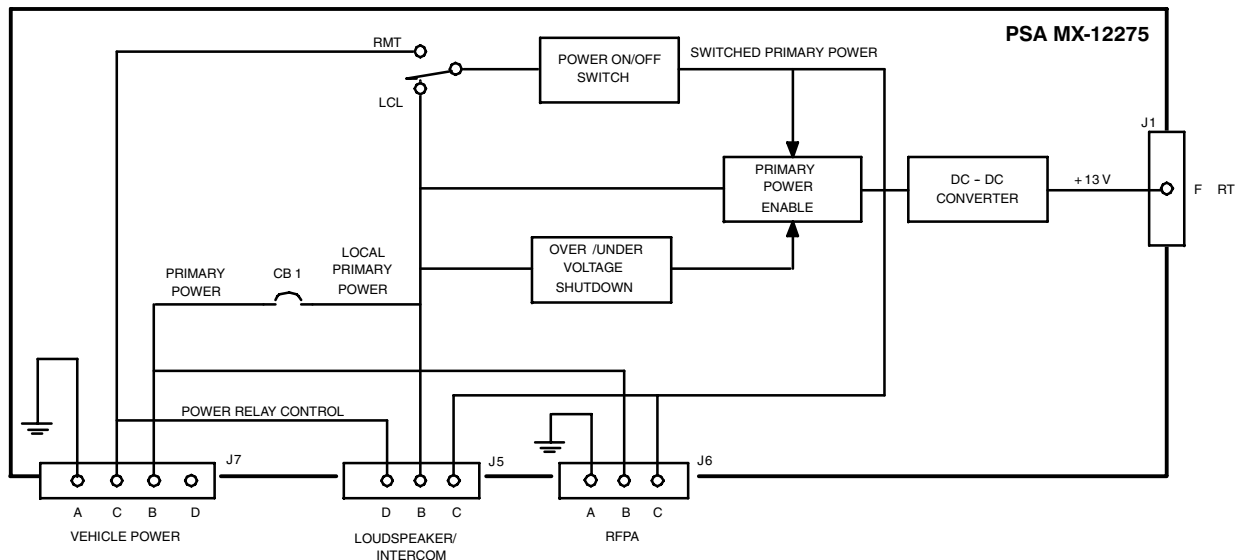 PSA MX-12275
RMT
POWER ON/OFF
SWITCH
SWITCHED PRIMARY POWER
LCL
J1
PRIMARY
POWER
ENABLE
DC - DC
CONVERTER
+13 V
F RT
OVER /UNDER
VOLTAGE
SHUTDOWN
PRIMARY
POWER
CB 1
LOCAL
PRIMARY
POWER
POWER RELAY CONTROL
J7
J5
J6
A C B D
D B C
A B C
VEHICLE POWER
LOUDSPEAKER/
INTERCOM
RFPA